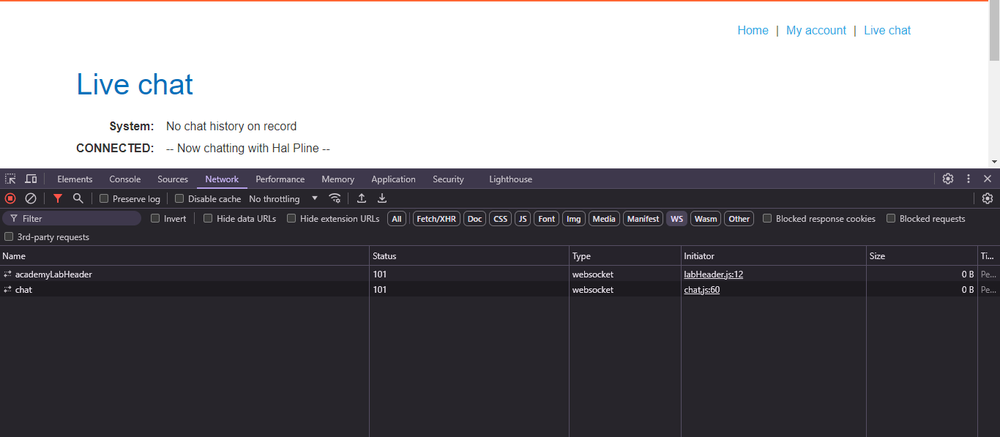 Home | My account | Live chat
Live chat
System: No chat history on record
CONNECTED: -- Now chatting with Hal Pline --
Elements Console Sources Network Performance Memory Application Security Lighthouse
Preserve log Disable cache No throttling
Filter Invert Hide data URLs Hide extension URLs All Fetch/XHR Doc CSS JS Font Img Media Manifest WS Wasm Other Blocked response cookies Blocked requests
3rd-party requests
Name Status Type Initiator Size Ti...
academyLabHeader 101 websocket labHeader.js:12 0 B Pe...
chat 101 websocket chat.js:60 0 B Pe...